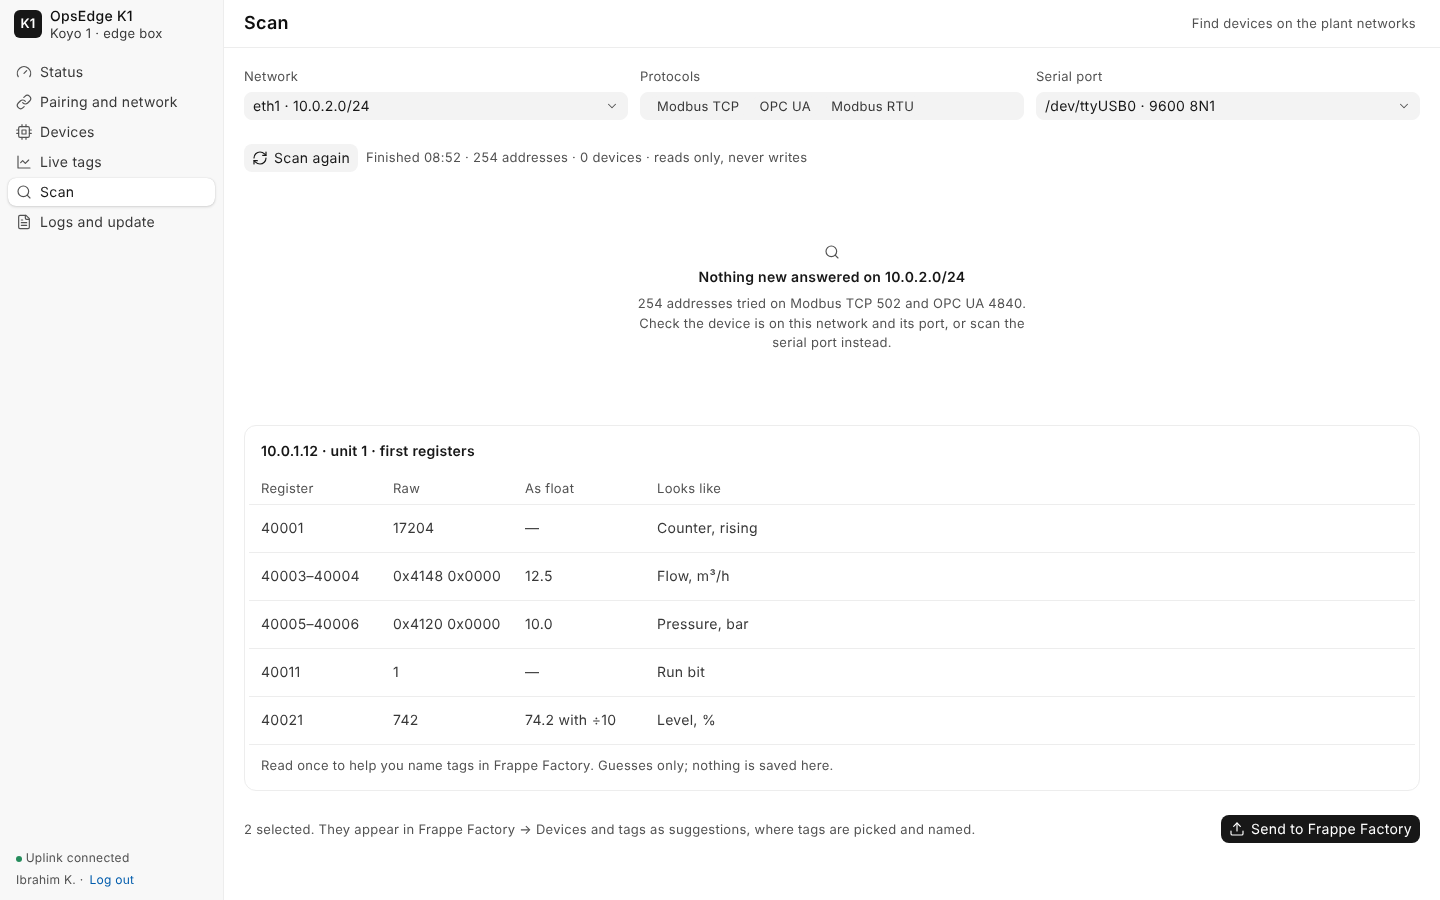 K1
OpsEdge K1
Koyo 1 · edge box
Status
Pairing and network
Devices
Live tags
Scan
Logs and update
Uplink connected
Ibrahim K. · Log out
Scan
Find devices on the plant networks
Network
Protocols
Serial port
eth1 · 10.0.2.0/24
Modbus TCP OPC UA Modbus RTU
/dev/ttyUSB0 · 9600 8N1
Scan again
Finished 08:52 · 254 addresses · 0 devices · reads only, never writes
Nothing new answered on 10.0.2.0/24
254 addresses tried on Modbus TCP 502 and OPC UA 4840.
Check the device is on this network and its port, or scan the
serial port instead.
10.0.1.12 · unit 1 · first registers
Register Raw As float Looks like
40001 17204 — Counter, rising
40003–40004 0x4148 0x0000 12.5 Flow, m³/h
40005–40006 0x4120 0x0000 10.0 Pressure, bar
40011 1 — Run bit
40021 742 74.2 with ÷10 Level, %
Read once to help you name tags in Frappe Factory. Guesses only; nothing is saved here.
2 selected. They appear in Frappe Factory → Devices and tags as suggestions, where tags are picked and named.
Send to Frappe Factory